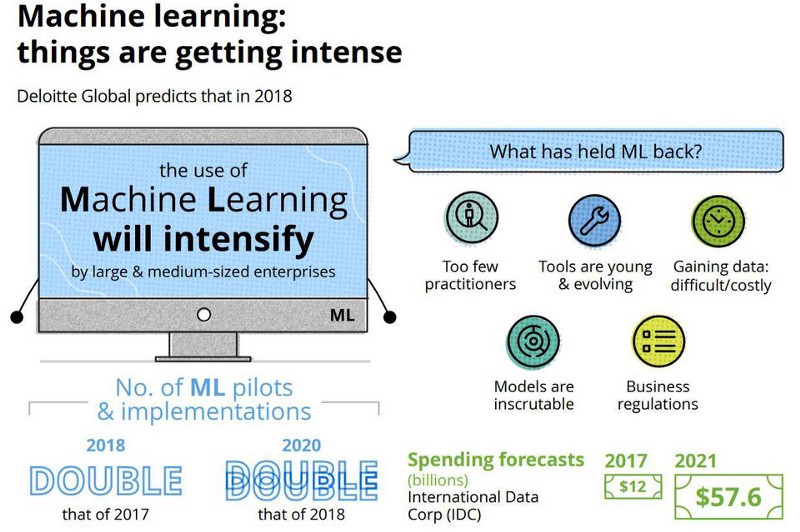 Machine learning:
things are getting intense
Deloitte Global predicts that in 2018
the use of
Machine Learning
will intensify
by large & medium-sized enterprises
ML
What has held ML back?
Too few
practitioners
Tools are young
& evolving
Gaining data:
difficult/costly
Models are
inscrutable
Business
regulations
No. of ML pilots
& implementations
2018
DOUBLE
that of 2017
2020
DOUBLE
DOUBLE
that of 2018
Spending forecasts
(billions)
International Data
Corp (IDC)
2017
$12
2021
$57.6